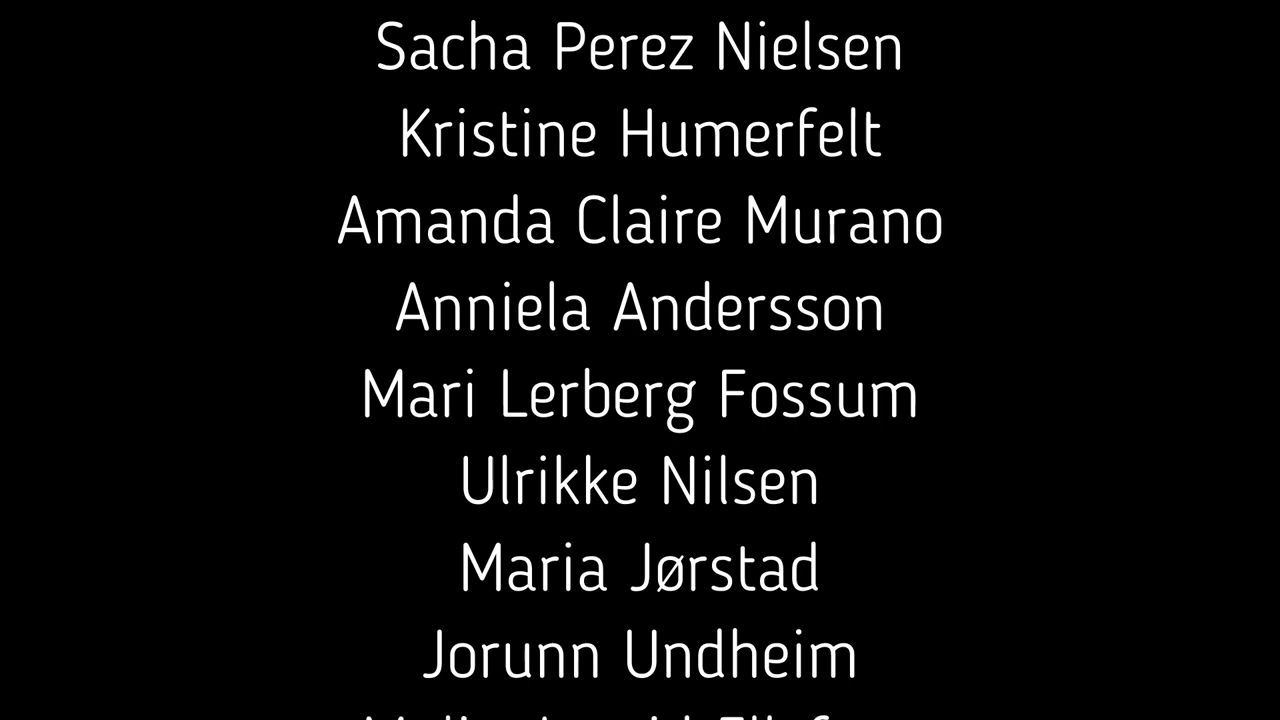 Sacha Perez Nielsen
Kristine Humerfelt
Amanda Claire Murano
Anniela Andersson
Mari Lerberg Fossum
Ulrikke Nilsen
Maria Jørstad
Jorunn Undheim